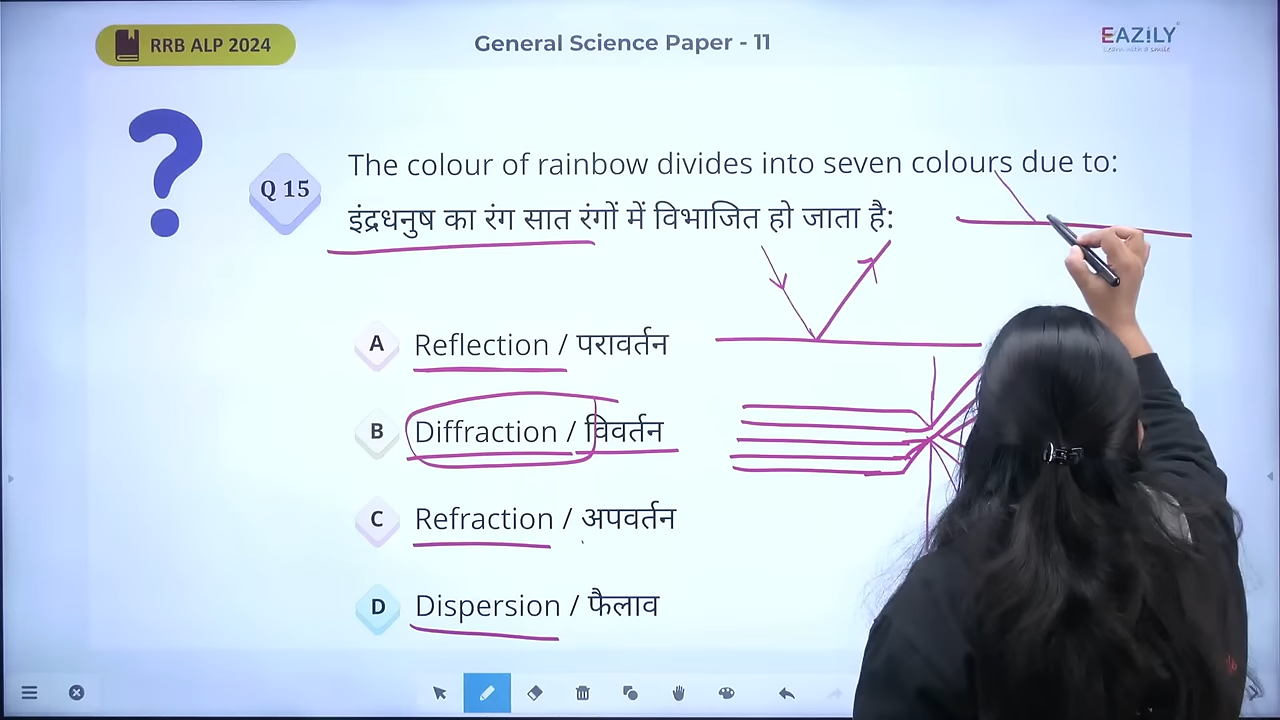 RRB ALP 2024
General Science Paper - 11
EAZILY
Learn with a smile
Q 15
The colour of rainbow divides into seven colours due to:
इंद्रधनुष का रंग सात रंगों में विभाजित हो जाता है:
A Reflection / परावर्तन
B Diffraction / विवर्तन
C Refraction / अपवर्तन
D Dispersion / फैलाव